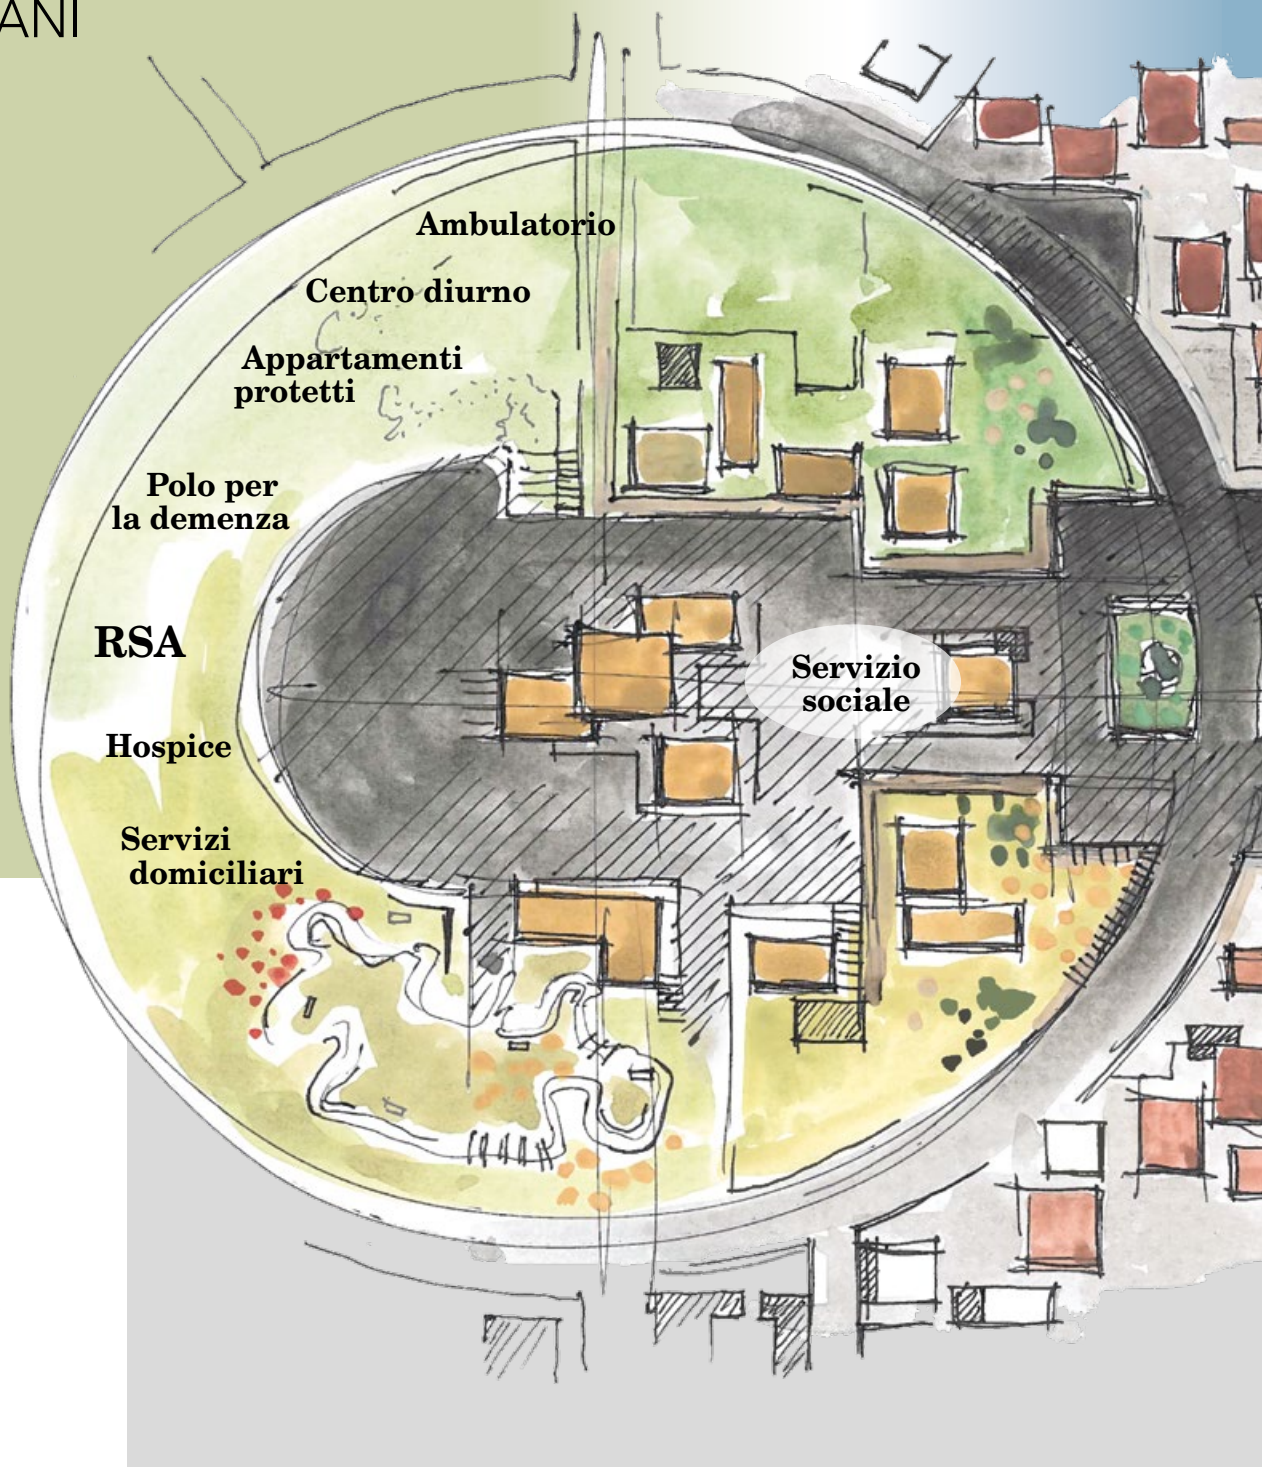 ANI
Ambulatorio
Centro diurno
Appartamenti
protetti
Polo per
la demenza
RSA
Servizio
sociale
Hospice
Servizi
domiciliari